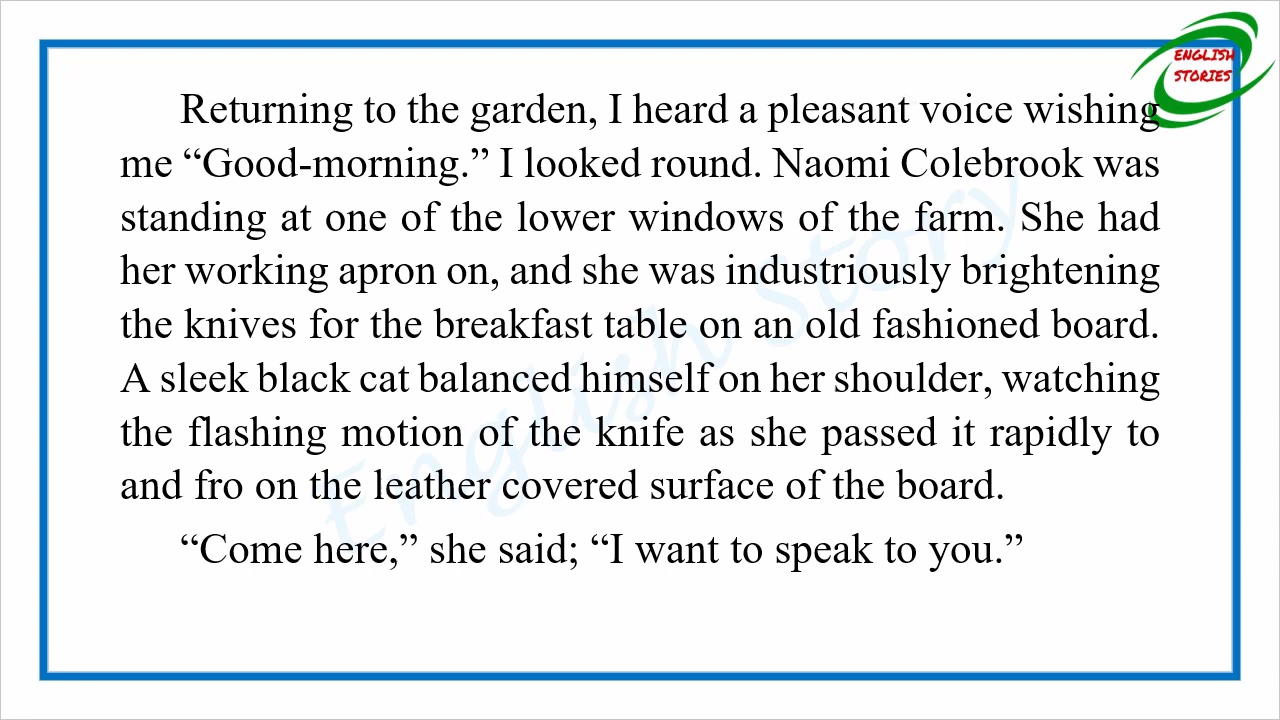 ENGLISH
STORIES
Returning to the garden, I heard a pleasant voice wishing
me “Good-morning.” I looked round. Naomi Colebrook was
standing at one of the lower windows of the farm. She had
her working apron on, and she was industriously brightening
the knives for the breakfast table on an old fashioned board.
A sleek black cat balanced himself on her shoulder, watching
the flashing motion of the knife as she passed it rapidly to
and fro on the leather covered surface of the board.
“Come here,” she said; “I want to speak to you.”
English Story